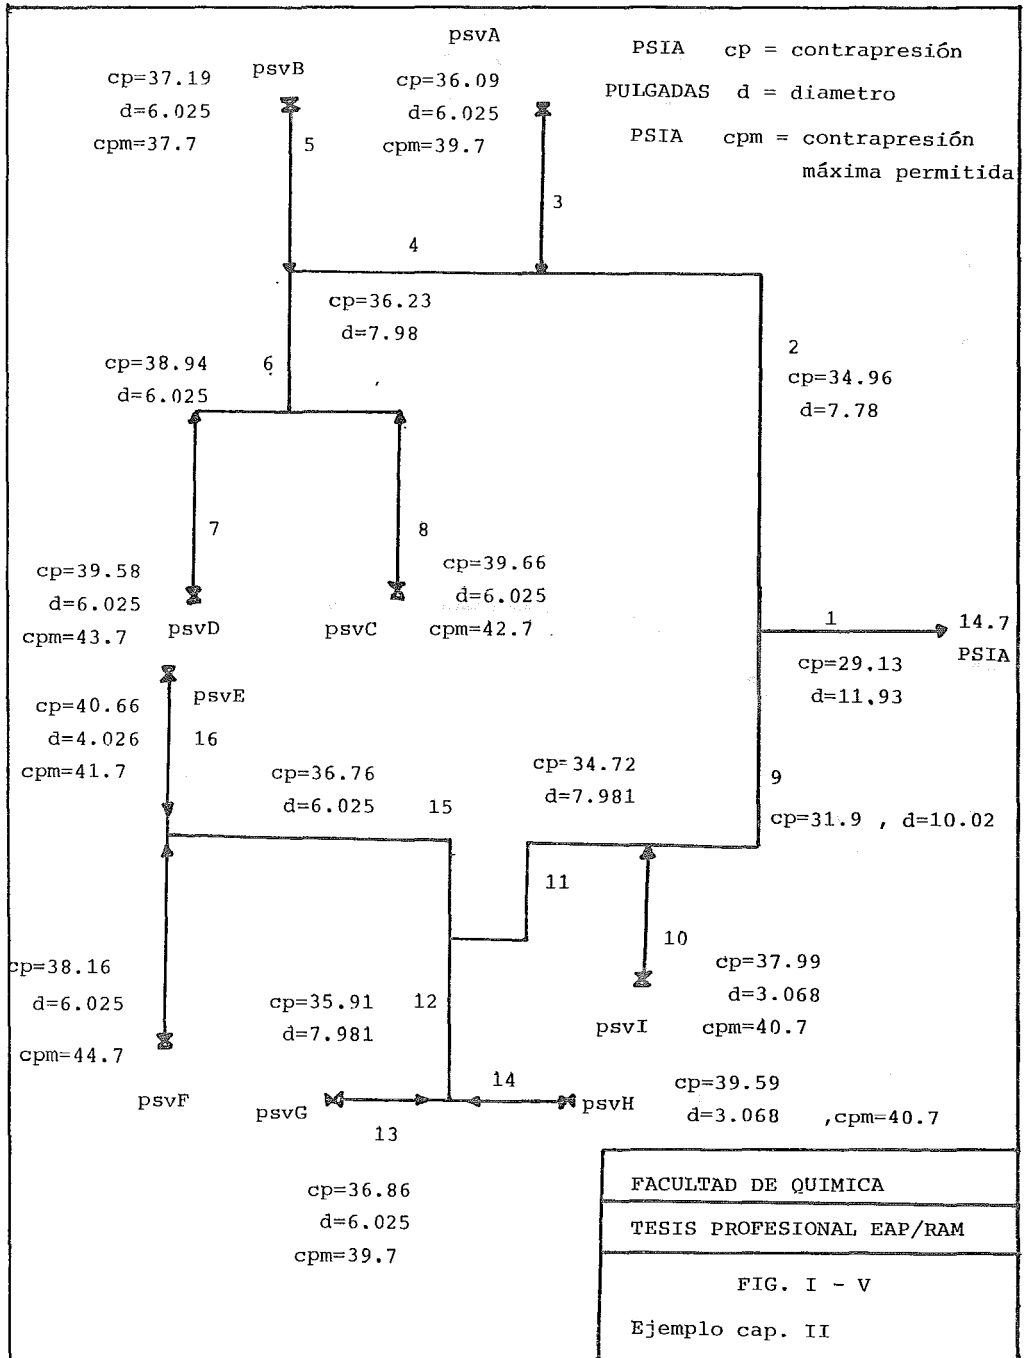 psvA
PSIA cp = contrapresión
PULGADAS d = diametro
PSIA cpm = contrapresión
máxima permitida
psvB
cp=37.19
d=6.025
cpm=37.7
5
cp=36.09
d=6.025
cpm=39.7
3
4
cp=36.23
d=7.98
cp=38.94
d=6.025
6
2
cp=34.96
d=7.78
7
8
cp=39.58
d=6.025
cpm=43.7
psvD
psvC
cp=39.66
d=6.025
cpm=42.7
1
14.7
PSIA
cp=29.13
d=11.93
psvE
cp=40.66
d=4.026
cpm=41.7
16
cp=36.76
d=6.025
15
cp=34.72
d=7.981
9
cp=31.9 , d=10.02
11
10
cp=37.99
d=3.068
cpm=40.7
psvI
cp=38.16
d=6.025
cpm=44.7
psvF
cp=35.91
d=7.981
12
psvG
13
14
psvH
cp=39.59
d=3.068 ,cpm=40.7
cp=36.86
d=6.025
cpm=39.7
FACULTAD DE QUIMICA
TESIS PROFESIONAL EAP/RAM
FIG. I - V
Ejemplo cap. II